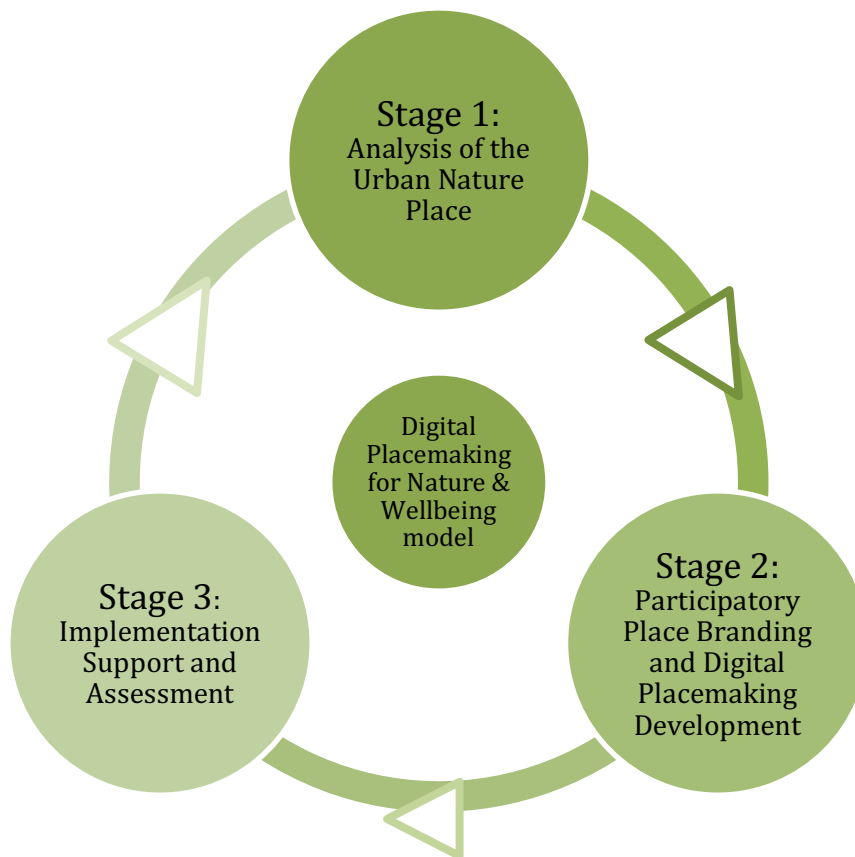 Stage 1:
Analysis of the
Urban Nature
Place
Digital
Placemaking
for Nature &
Wellbeing
model
Stage 2:
Participatory
Place Branding
and Digital
Placemaking
Development
Stage 3:
Implementation
Support and
Assessment